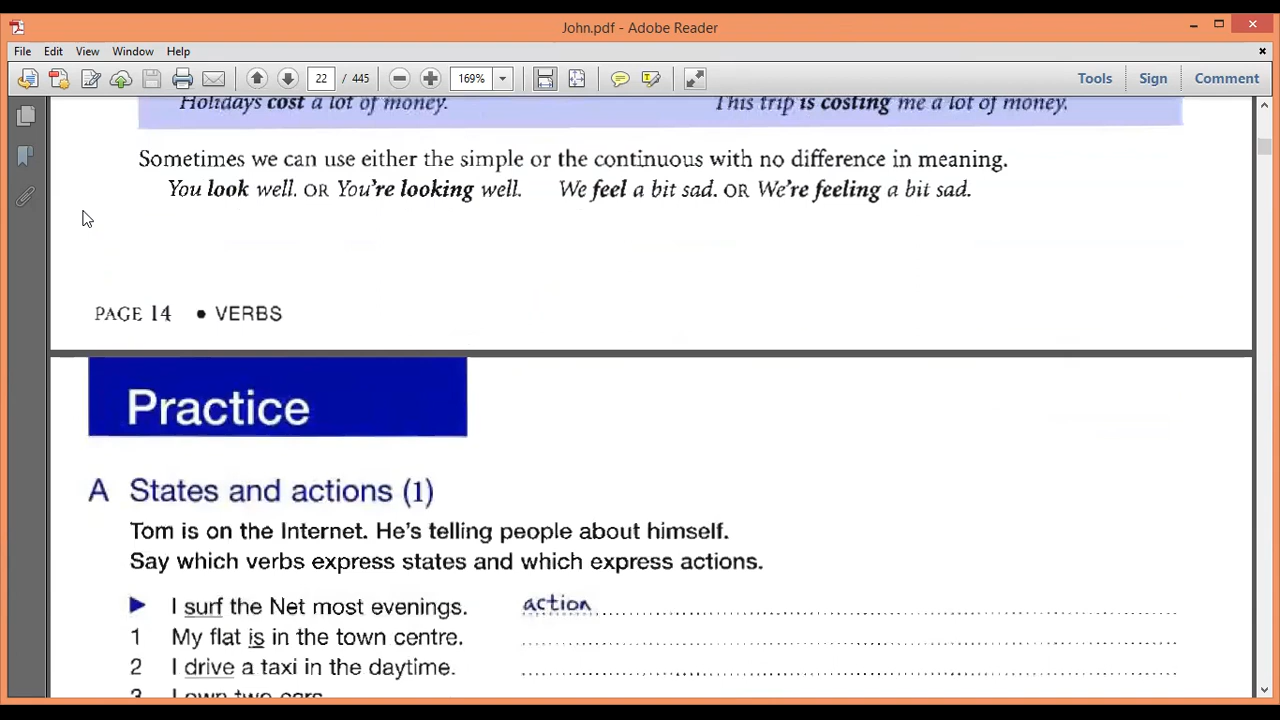 John.pdf - Adobe Reader
File Edit View Window Help
22 / 445 169% Tools Sign Comment
Holidays cost a lot of money. This trip is costing me a lot of money.
Sometimes we can use either the simple or the continuous with no difference in meaning.
You look well. OR You're looking well. We feel a bit sad. OR We're feeling a bit sad.
PAGE 14 • VERBS
Practice
A States and actions (1)
Tom is on the Internet. He's telling people about himself.
Say which verbs express states and which express actions.
► I surf the Net most evenings. action
1 My flat is in the town centre.
2 I drive a taxi in the daytime.
3 I own two cars.